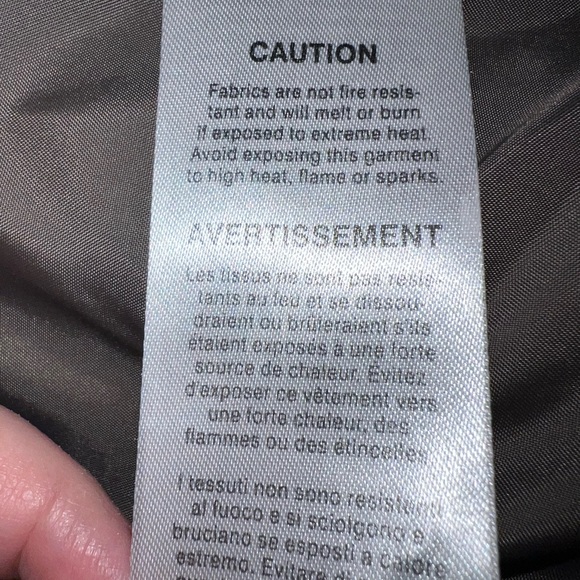 CAUTION
Fabrics are not fire resis-
tant and will melt or burn
if exposed to extreme heat.
Avoid exposing this garment
to high heat, flame or sparks.
AVERTISSEMENT
Les tissus ne sont pas resis-
tants au feu et se dissou-
draient ou brûleraient s'ils
étaient exposés à une forte
source de chaleur. Évitez
d'exposer ce vêtement vers
une forte chaleur, des
flammes ou des étincelles.
I tessuti non sono resistenti
al fuoco e si sciolgono e
bruciano se esposti a calore
estremo. Evitare di